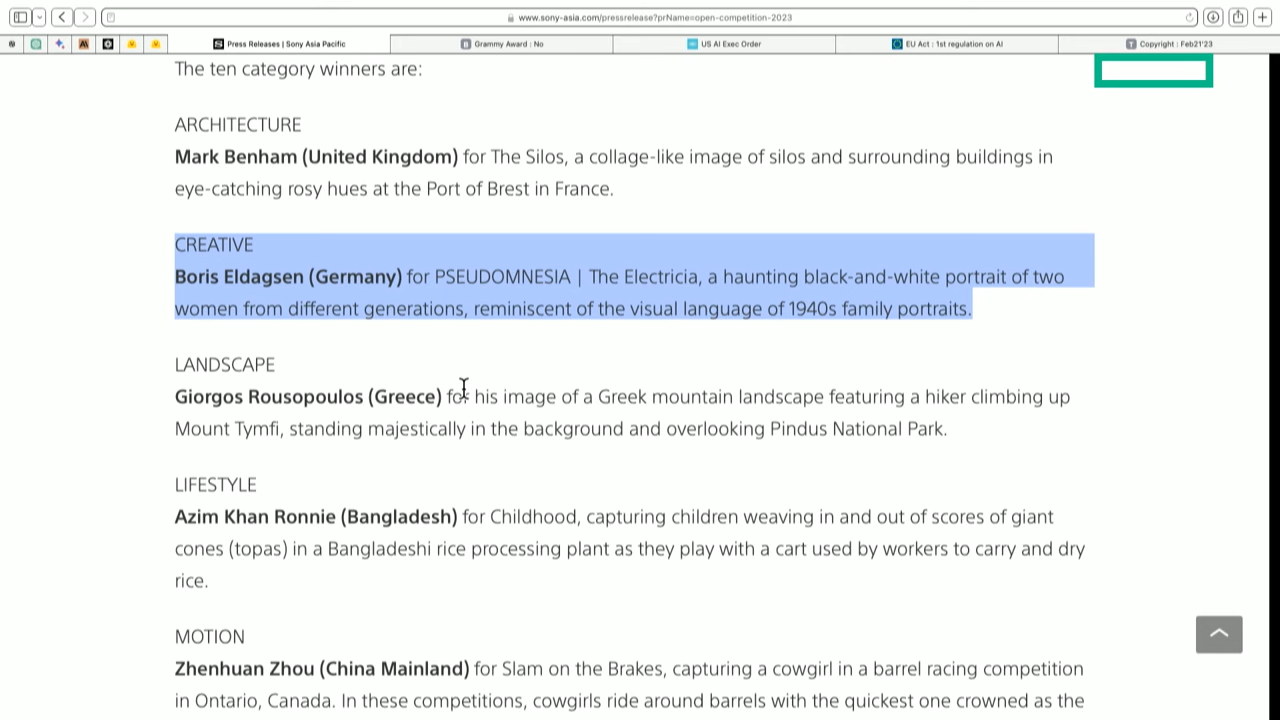 www.sony-asia.com/pressrelease?prName=open-competition-2023
Press Releases | Sony Asia Pacific
Grammy Award : No
US AI Exec Order
EU Act : 1st regulation on AI
Copyright : Feb21'23
The ten category winners are:
ARCHITECTURE
Mark Benham (United Kingdom) for The Silos, a collage-like image of silos and surrounding buildings in
eye-catching rosy hues at the Port of Brest in France.
CREATIVE
Boris Eldagsen (Germany) for PSEUDOMNESIA | The Electricia, a haunting black-and-white portrait of two
women from different generations, reminiscent of the visual language of 1940s family portraits.
LANDSCAPE
Giorgos Rousopoulos (Greece) for his image of a Greek mountain landscape featuring a hiker climbing up
Mount Tymfi, standing majestically in the background and overlooking Pindus National Park.
LIFESTYLE
Azim Khan Ronnie (Bangladesh) for Childhood, capturing children weaving in and out of scores of giant
cones (topas) in a Bangladeshi rice processing plant as they play with a cart used by workers to carry and dry
rice.
MOTION
Zhenhuan Zhou (China Mainland) for Slam on the Brakes, capturing a cowgirl in a barrel racing competition
in Ontario, Canada. In these competitions, cowgirls ride around barrels with the quickest one crowned as the